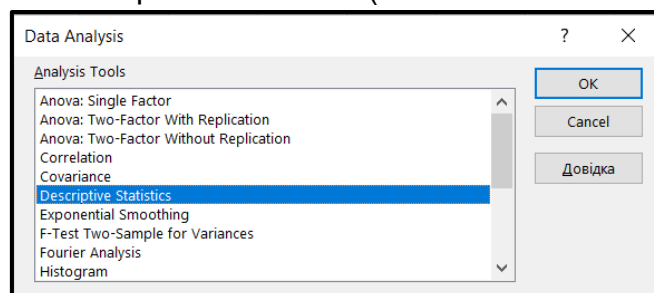 Data Analysis ? ×
Analysis Tools
Anova: Single Factor
Anova: Two-Factor With Replication
Anova: Two-Factor Without Replication
Correlation
Covariance
Descriptive Statistics
Exponential Smoothing
F-Test Two-Sample for Variances
Fourier Analysis
Histogram
OK
Cancel
Довідка